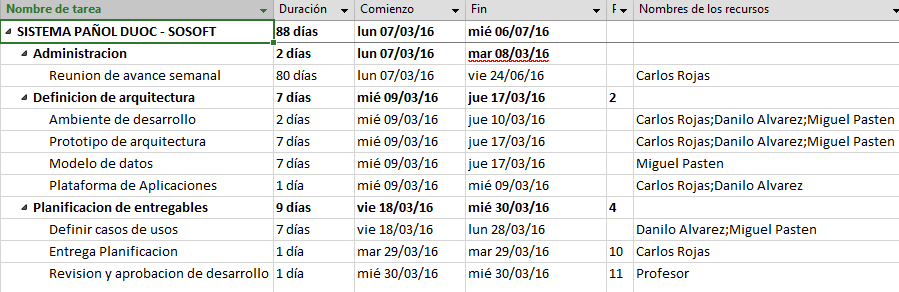 Nombre de tarea Duración Comienzo Fin F Nombres de los recursos
SISTEMA PAÑOL DUOC - SOSOFT 88 días lun 07/03/16 mié 06/07/16
Administracion 2 días lun 07/03/16 mar 08/03/16
Reunion de avance semanal 80 días lun 07/03/16 vie 24/06/16 Carlos Rojas
Definicion de arquitectura 7 días mié 09/03/16 jue 17/03/16 2
Ambiente de desarrollo 2 días mié 09/03/16 jue 10/03/16 Carlos Rojas;Danilo Alvarez;Miguel Pasten
Prototipo de arquitectura 7 días mié 09/03/16 jue 17/03/16 Carlos Rojas;Danilo Alvarez;Miguel Pasten
Modelo de datos 7 días mié 09/03/16 jue 17/03/16 Miguel Pasten
Plataforma de Aplicaciones 1 día mié 09/03/16 mié 09/03/16 Carlos Rojas;Danilo Alvarez
Planificacion de entregables 9 días vie 18/03/16 mié 30/03/16 4
Definir casos de usos 7 días vie 18/03/16 lun 28/03/16 Danilo Alvarez;Miguel Pasten
Entrega Planificacion 1 día mar 29/03/16 mar 29/03/16 10 Carlos Rojas
Revision y aprobacion de desarrollo 1 día mié 30/03/16 mié 30/03/16 11 Profesor